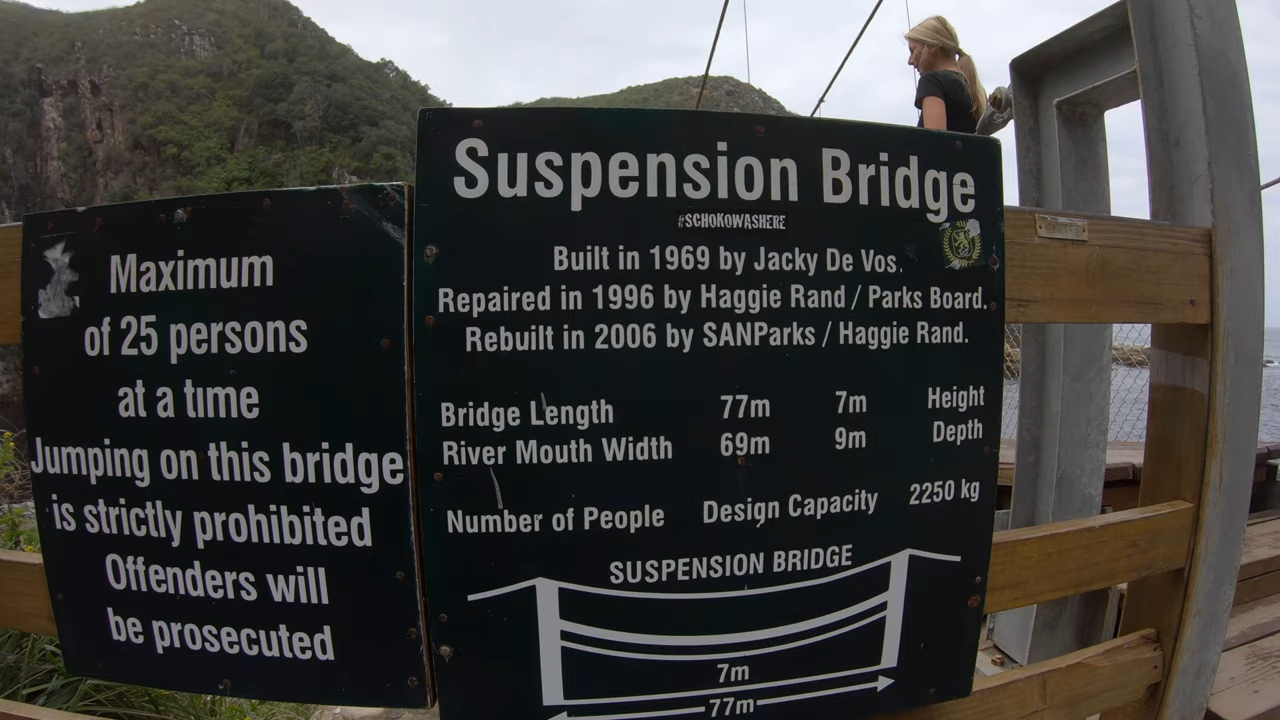 Maximum
of 25 persons
at a time
Jumping on this bridge
is strictly prohibited
Offenders will
be prosecuted
Suspension Bridge
#SCHOKOWASHERE
Built in 1969 by Jacky De Vos.
Repaired in 1996 by Haggie Rand / Parks Board.
Rebuilt in 2006 by SANParks / Haggie Rand.
Bridge Length 77m 7m Height
River Mouth Width 69m 9m Depth
Number of People Design Capacity 2250 kg
SUSPENSION BRIDGE
7m
77m